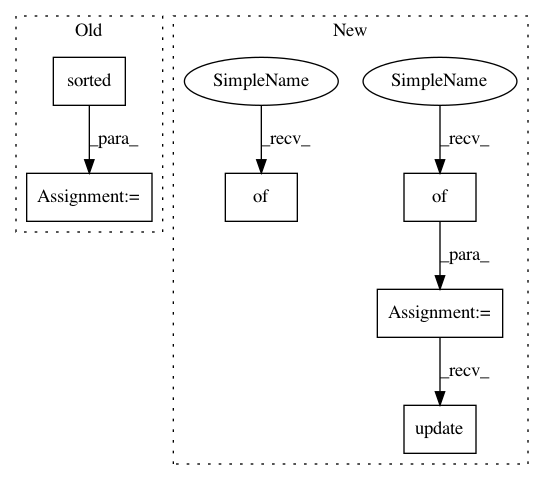 Old
New
sorted
SimpleName
SimpleName
_para_
_recv_
_recv_
Assignment:=
of
of
_para_
Assignment:=
_recv_
update